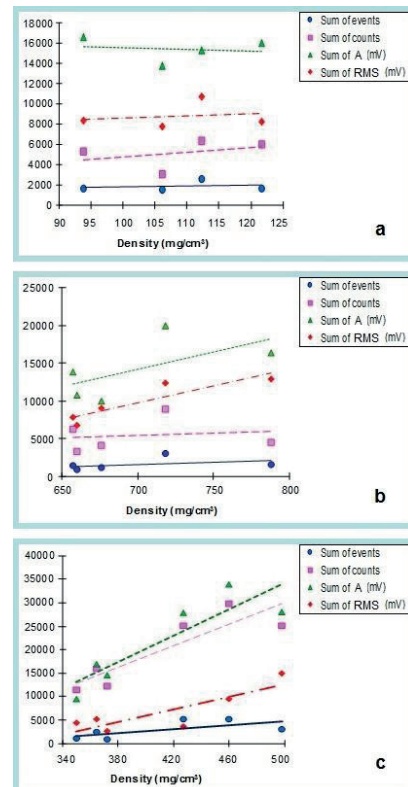 18000
16000
14000
12000
10000
8000
6000
4000
2000
0
90 95 100 105 110 115 120 125
Density (mg/cm³)
Sum of events
Sum of counts
Sum of A (mV)
Sum of RMS (mV)
a
25000
20000
15000
10000
5000
0
600 650 700 750 800
Density (mg/cm³)
Sum of events
Sum of counts
Sum of A (mV)
Sum of RMS (mV)
b
40000
35000
30000
25000
20000
15000
10000
5000
0
340 380 420 460 500
Density (mg/cm³)
Sum of events
Sum of counts
Sum of A (mV)
Sum of RMS (mV)
c